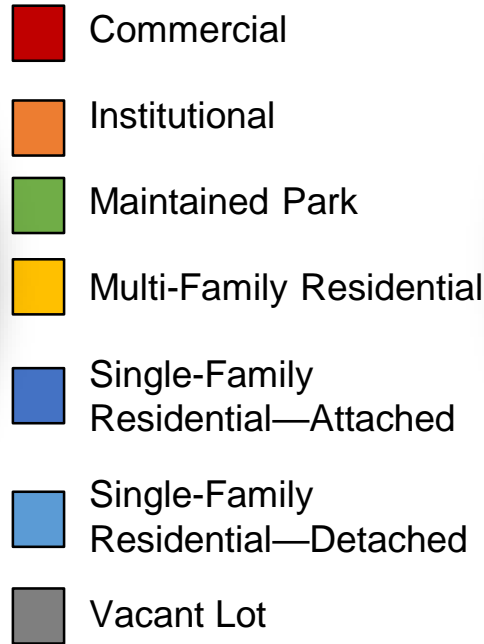 Commercial
Institutional
Maintained Park
Multi-Family Residential
Single-Family
Residential—Attached
Single-Family
Residential—Detached
Vacant Lot